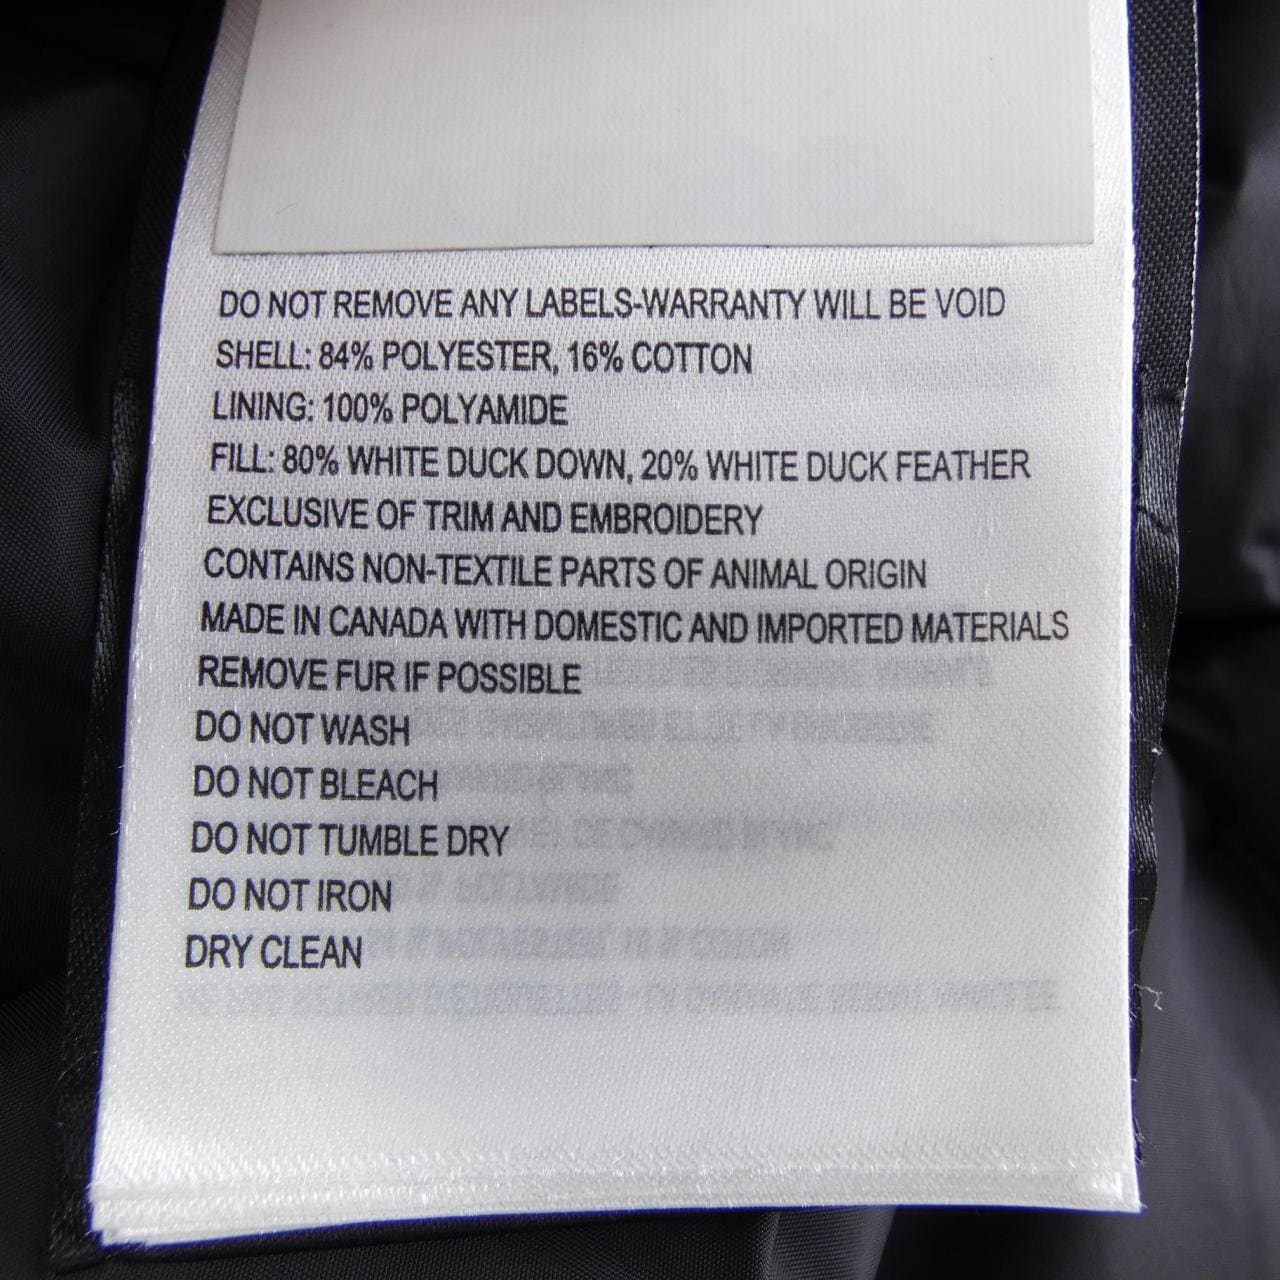 DO NOT REMOVE ANY LABELS-WARRANTY WILL BE VOID
SHELL: 84% POLYESTER, 16% COTTON
LINING: 100% POLYAMIDE
FILL: 80% WHITE DUCK DOWN, 20% WHITE DUCK FEATHER
EXCLUSIVE OF TRIM AND EMBROIDERY
CONTAINS NON-TEXTILE PARTS OF ANIMAL ORIGIN
MADE IN CANADA WITH DOMESTIC AND IMPORTED MATERIALS
REMOVE FUR IF POSSIBLE
DO NOT WASH
DO NOT BLEACH
DO NOT TUMBLE DRY
DO NOT IRON
DRY CLEAN